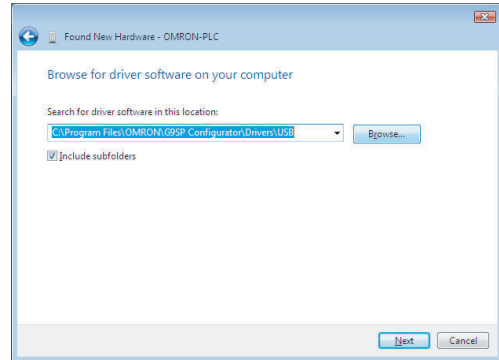 Found New Hardware - OMRON-PLC
Browse for driver software on your computer
Search for driver software in this location:
C:\Program Files\OMRON\G9SP Configurator\Drivers\USB
Browse...
Include subfolders
Next
Cancel